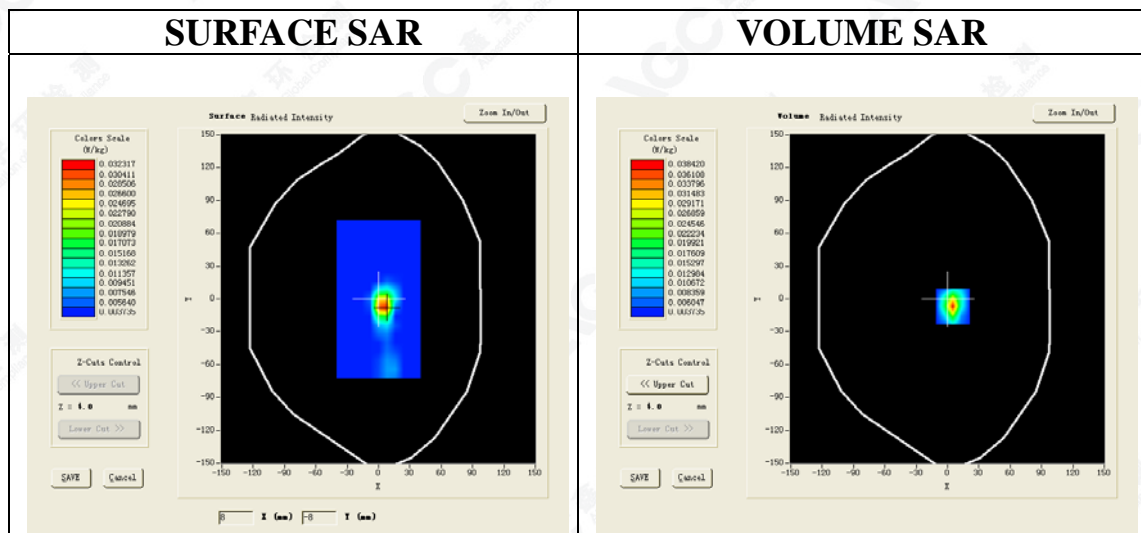 SURFACE SAR
VOLUME SAR
Surface Radiated Intensity
Zoom In/Out
Colors Scale
(W/kg)
0.032317
0.030411
0.028506
0.026600
0.024695
0.022790
0.020884
0.018979
0.017073
0.015168
0.013262
0.011357
0.009451
0.007546
0.005640
0.003735
Z-Cuts Control
<< Upper Cut
Z = 4.0 mm
Lower Cut >>
SAVE
Cancel
150
120
90
60
30
0
-30
-60
-90
-120
-150
Y
-150 -120 -90 -60 -30 0 30 60 90 120 150
X
8 X (mm) -8 Y (mm)
Volume Radiated Intensity
Zoom In/Out
Colors Scale
(W/kg)
0.038420
0.036108
0.033796
0.031483
0.029171
0.026859
0.024546
0.022234
0.019921
0.017609
0.015297
0.012984
0.010672
0.008359
0.006047
0.003735
Z-Cuts Control
<< Upper Cut
Z = 4.0 mm
Lower Cut >>
SAVE
Cancel
150
120
90
60
30
0
-30
-60
-90
-120
-150
Y
-150 -120 -90 -60 -30 0 30 60 90 120 150
X